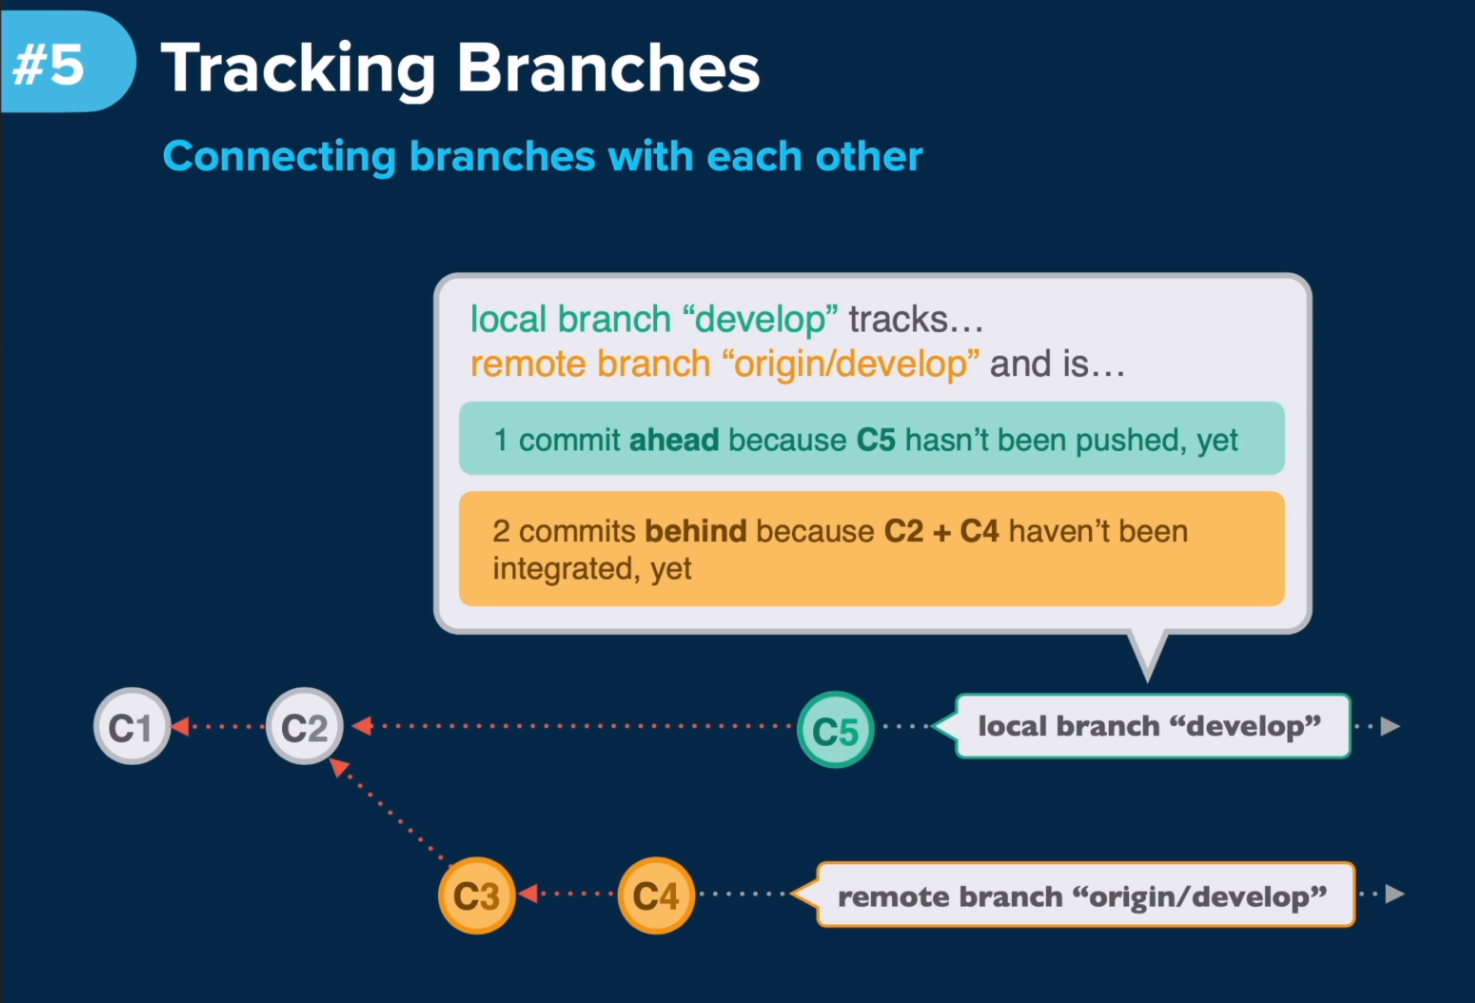 #5
Tracking Branches
Connecting branches with each other
local branch “develop” tracks…
remote branch “origin/develop” and is…
1 commit ahead because C5 hasn’t been pushed, yet
2 commits behind because C2 + C4 haven’t been
integrated, yet
C1
C2
C5
local branch “develop”
C3
C4
remote branch “origin/develop”